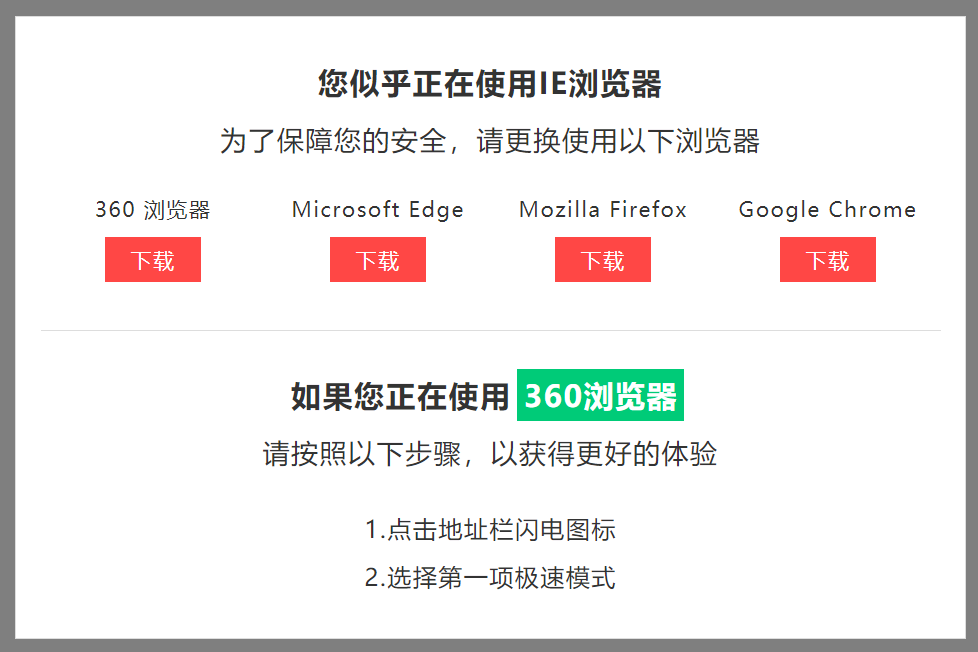 您似乎正在使用IE浏览器
为了保障您的安全，请更换使用以下浏览器
360 浏览器 Microsoft Edge Mozilla Firefox Google Chrome
下载 下载 下载 下载
如果您正在使用 360浏览器
请按照以下步骤，以获得更好的体验
1.点击地址栏闪电图标
2.选择第一项极速模式